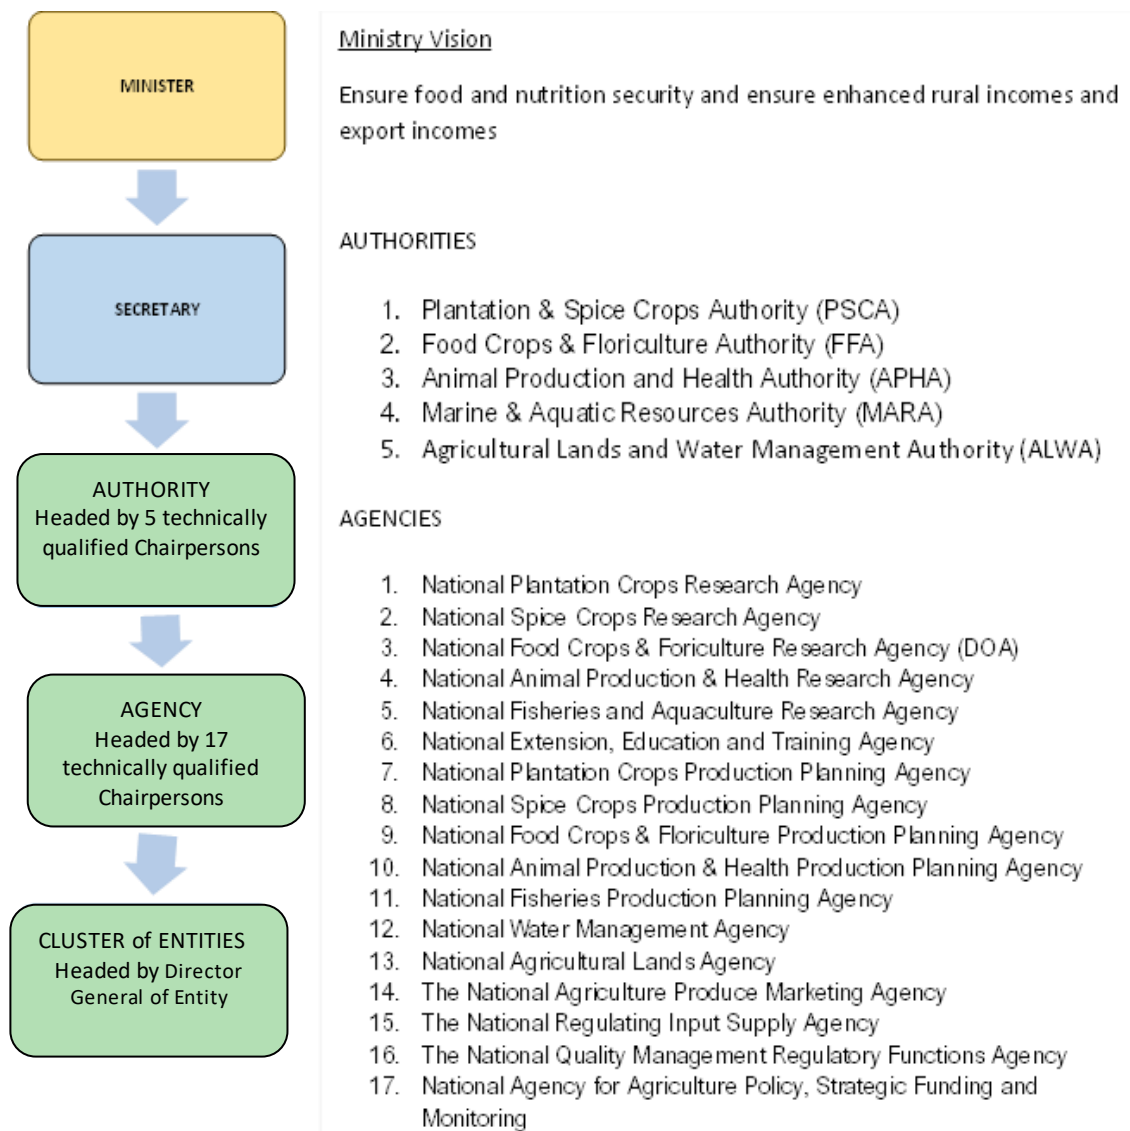 MINISTER
SECRETARY
AUTHORITY
Headed by 5 technically
qualified Chairpersons
AGENCY
Headed by 17
technically qualified
Chairpersons
CLUSTER of ENTITIES
Headed by Director
General of Entity
Ministry Vision
Ensure food and nutrition security and ensure enhanced rural incomes and
export incomes
AUTHORITIES
1. Plantation & Spice Crops Authority (PSCA)
2. Food Crops & Floriculture Authority (FFA)
3. Animal Production and Health Authority (APHA)
4. Marine & Aquatic Resources Authority (MARA)
5. Agricultural Lands and Water Management Authority (ALWA)
AGENCIES
1. National Plantation Crops Research Agency
2. National Spice Crops Research Agency
3. National Food Crops & Foriculture Research Agency (DOA)
4. National Animal Production & Health Research Agency
5. National Fisheries and Aquaculture Research Agency
6. National Extension, Education and Training Agency
7. National Plantation Crops Production Planning Agency
8. National Spice Crops Production Planning Agency
9. National Food Crops & Floriculture Production Planning Agency
10. National Animal Production & Health Production Planning Agency
11. National Fisheries Production Planning Agency
12. National Water Management Agency
13. National Agricultural Lands Agency
14. The National Agriculture Produce Marketing Agency
15. The National Regulating Input Supply Agency
16. The National Quality Management Regulatory Functions Agency
17. National Agency for Agriculture Policy, Strategic Funding and
Monitoring